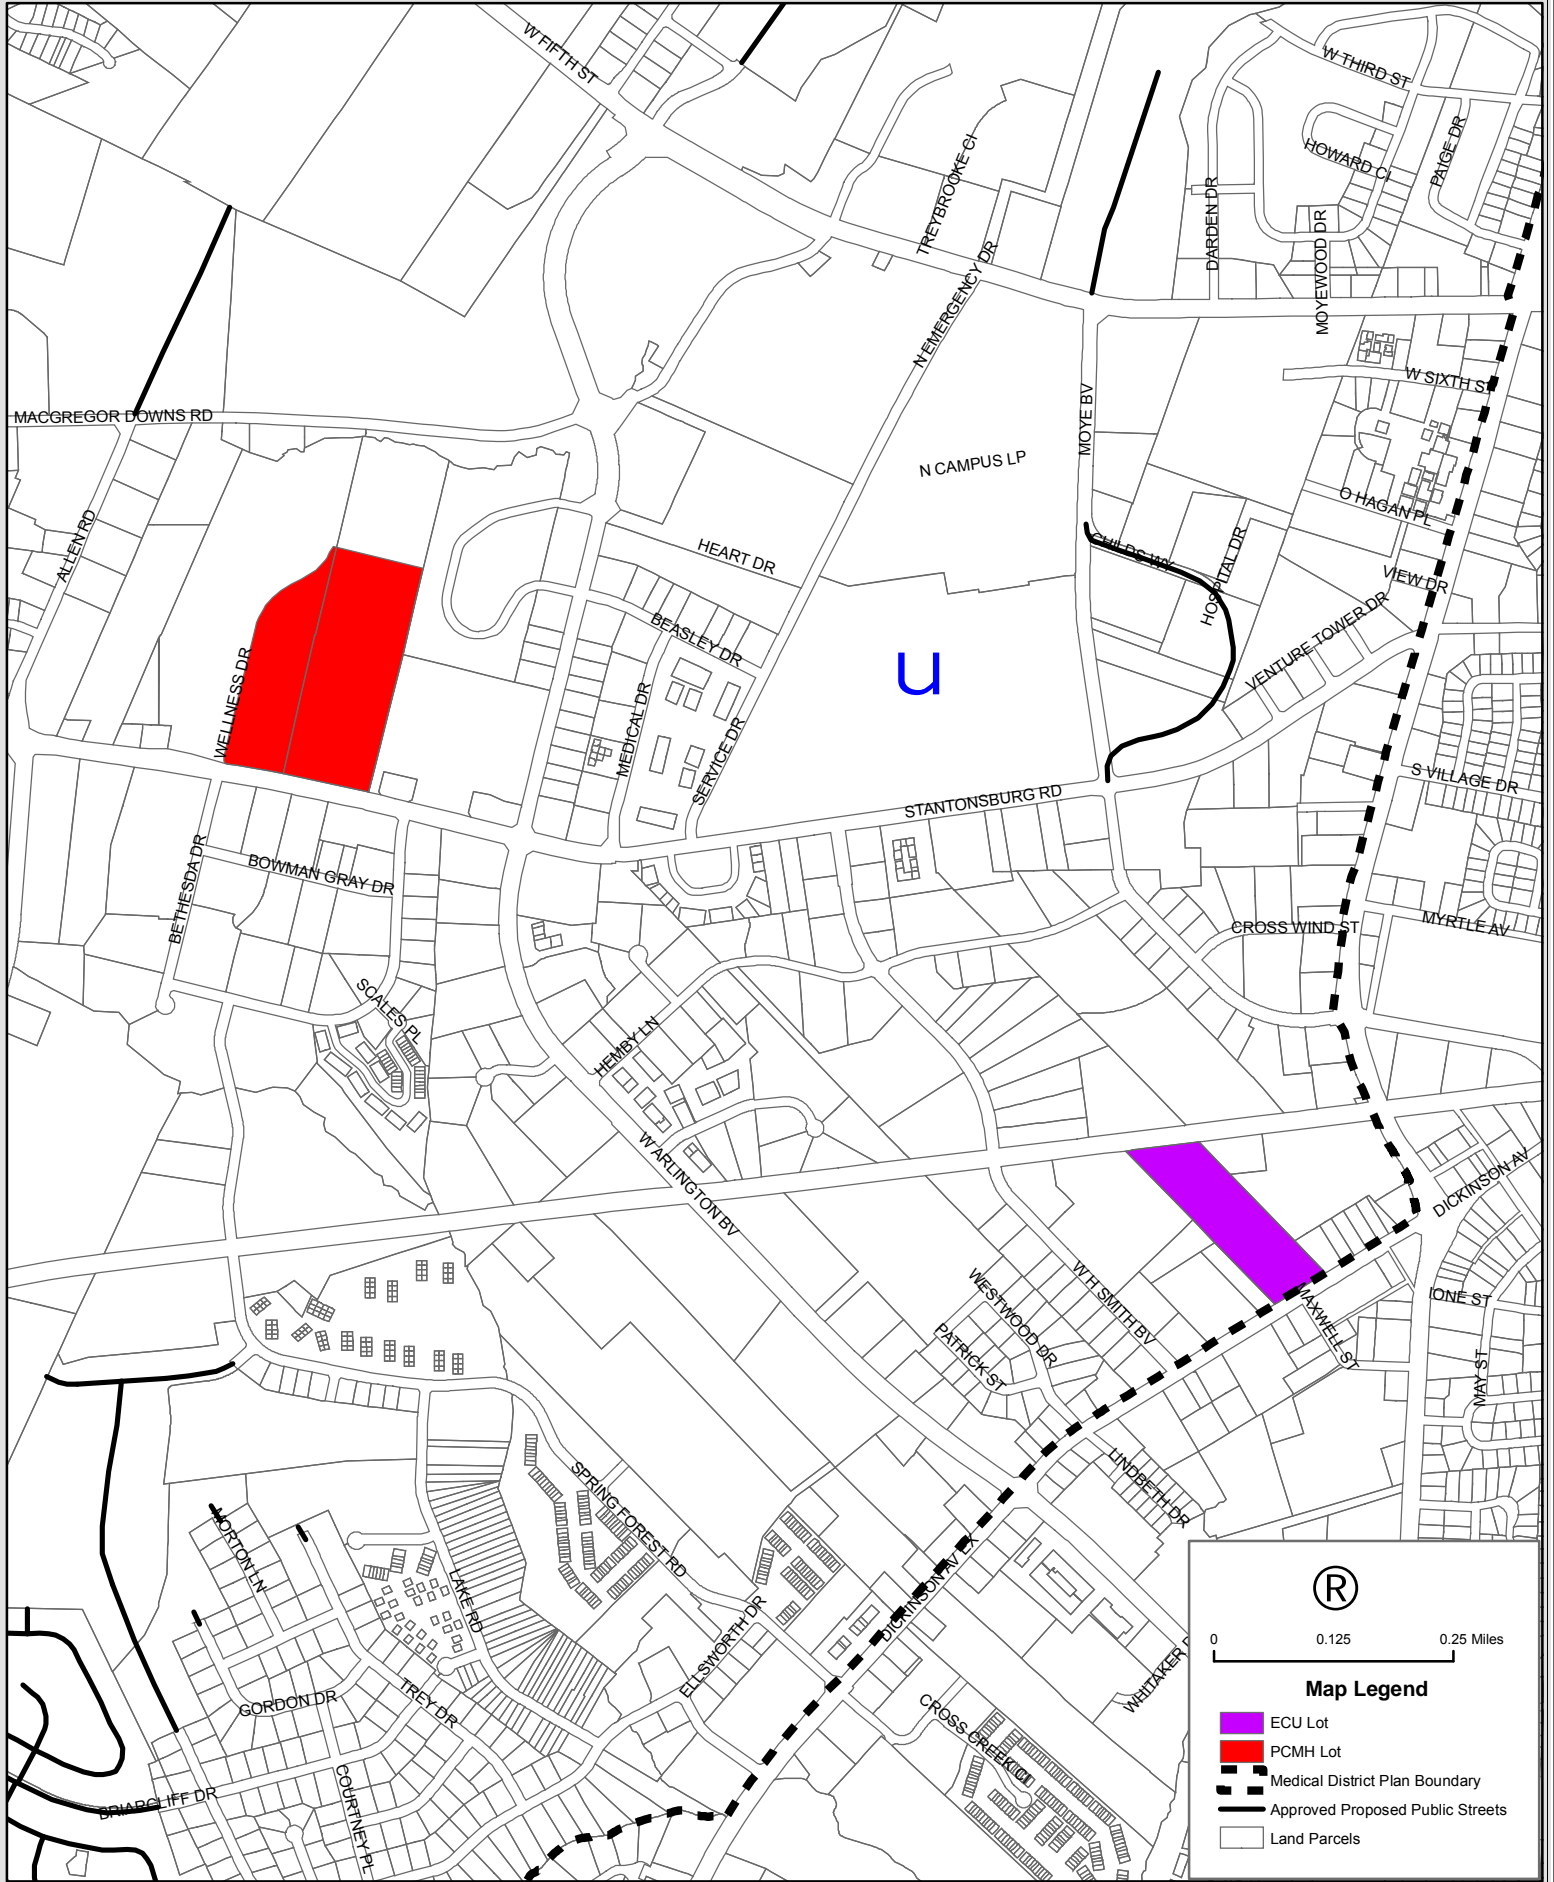 W FIFTH ST
W THIRD ST
HOWARD CI
PAIGE DR
TREYBROOKE CI
DARDEN DR
MOYEWOOD DR
N EMERGENCY DR
W SIXTH ST
MACGREGOR DOWNS RD
MOYE BV
N CAMPUS LP
O HAGAN PL
ALLEN RD
HEART DR
CHILDS WY
HOSPITAL DR
VIEW DR
VENTURE TOWER DR
BEASLEY DR
u
WELLNESS DR
MEDICAL DR
SERVICE DR
STANTONSBURG RD
S VILLAGE DR
BETHESDA DR
BOWMAN GRAY DR
CROSS WIND ST
MYRTLE AV
SCALES PL
HEMBY LN
W ARLINGTON BV
DICKINSON AV
W H SMITH BV
WESTWOOD DR
PATRICK ST
MAXWELL ST
IONE ST
MAY ST
LINDBETH DR
SPRING FOREST RD
MORTON LN
LAKE RD
DICKINSON AV EX
ELLSWORTH DR
WHITAKER
GORDON DR
TREY DR
CROSS CREEK CI
BRIARCLIFF DR
COURTNEY PL
®
0 0.125 0.25 Miles
Map Legend
ECU Lot
PCMH Lot
Medical District Plan Boundary
Approved Proposed Public Streets
Land Parcels